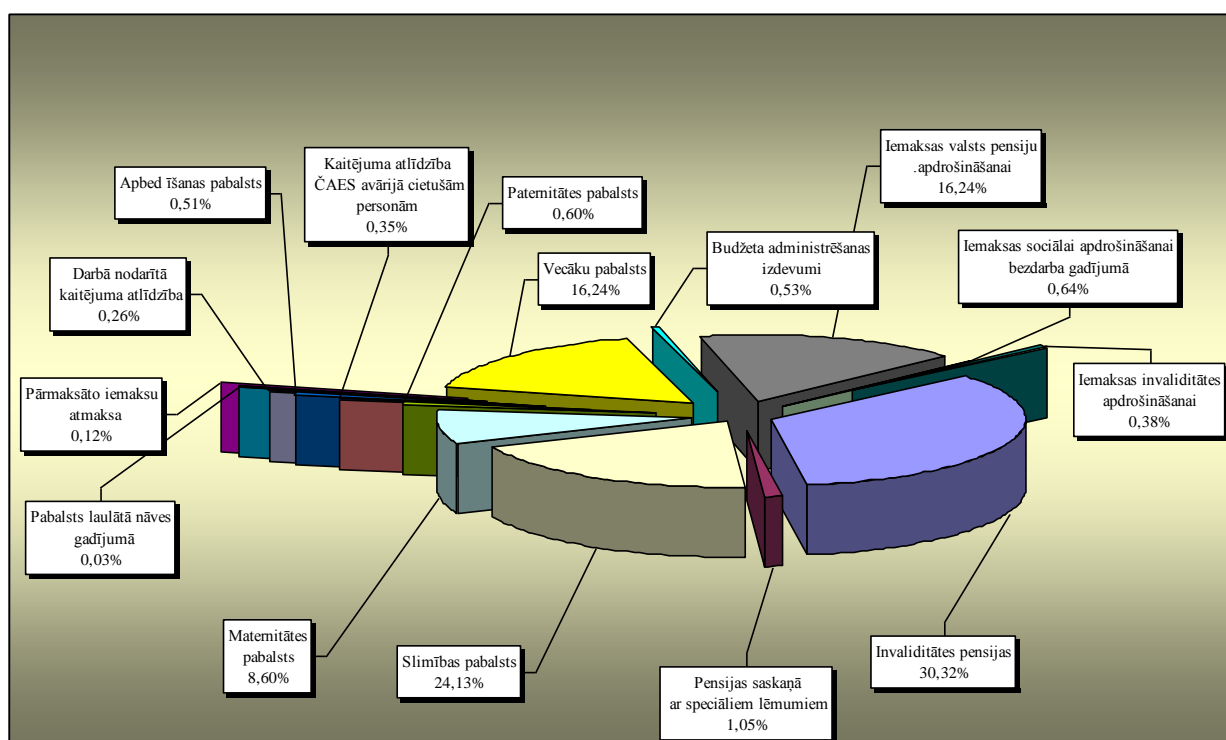 Iemaksas valsts pensiju
.apdrošināšanai
16,24%
Kaitējuma atlīdzība
ČAES avārijā cietušām
personām
0,35%
Apbed īšanas pabalsts
0,51%
Paternitātes pabalsts
0,60%
Budžeta administrēšanas
izdevumi
0,53%
Iemaksas sociālai apdrošināšanai
bezdarba gadījumā
0,64%
Darbā nodarītā
kaitējuma atlīdzība
0,26%
Vecāku pabalsts
16,24%
Pārmaksāto iemaksu
atmaksa
0,12%
Iemaksas invaliditātes
apdrošināšanai
0,38%
Pabalsts laulātā nāves
gadījumā
0,03%
Maternitātes
pabalsts
8,60%
Slimības pabalsts
24,13%
Pensijas saskaņā
ar speciāliem lēmumiem
1,05%
Invaliditātes pensijas
30,32%